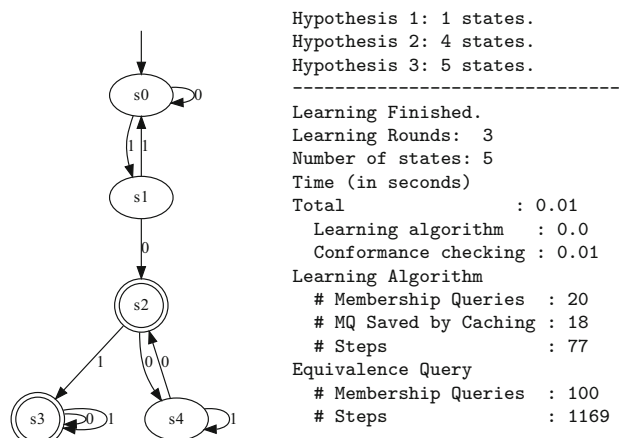 s0
0
1 1
s1
0
s2
1
0 0
s3
0 1
s4
1
Hypothesis 1: 1 states.
Hypothesis 2: 4 states.
Hypothesis 3: 5 states.
-------------------------------
Learning Finished.
Learning Rounds:  3
Number of states: 5
Time (in seconds)
Total                : 0.01
  Learning algorithm   : 0.0
  Conformance checking : 0.01
Learning Algorithm
  # Membership Queries  : 20
  # MQ Saved by Caching : 18
  # Steps               : 77
Equivalence Query
  # Membership Queries  : 100
  # Steps               : 1169